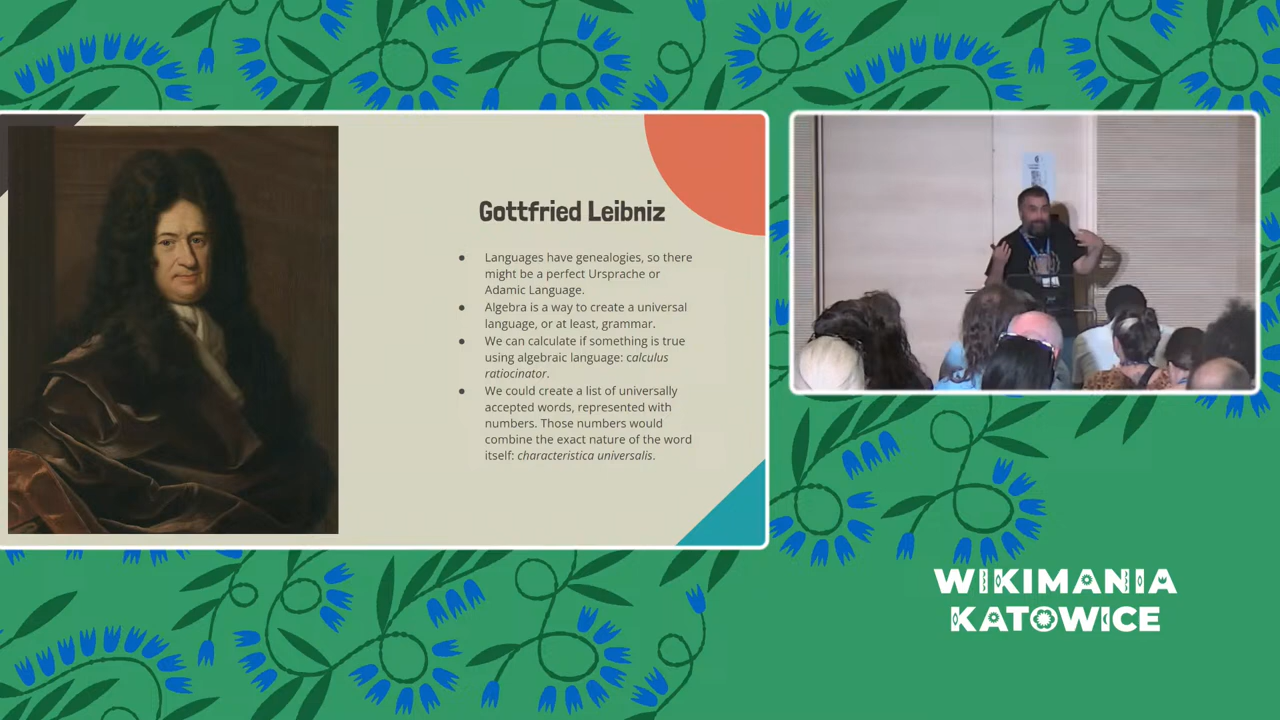 Gottfried Leibniz
● Languages have genealogies, so there
might be a perfect Ursprache or
Adamic Language.
● Algebra is a way to create a universal
language, or at least, grammar.
● We can calculate if something is true
using algebraic language: calculus
ratiocinator.
● We could create a list of universally
accepted words, represented with
numbers. Those numbers would
combine the exact nature of the word
itself: characteristica universalis.
6
WIKIMANIA
KATOWICE